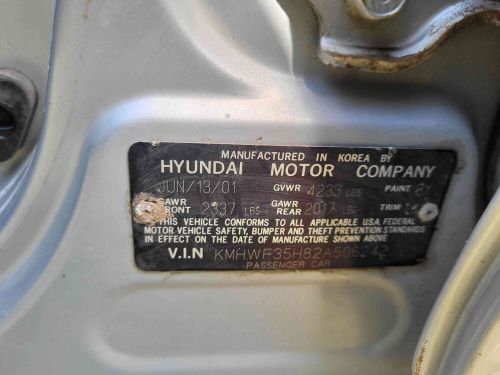 MANUFACTURED IN KOREA BY
HYUNDAI MOTOR COMPANY
JUN/13/01 GVWR 4233 LBS PAINT
GAWR FRONT 2337 LBS GAWR REAR 2017 LBS TRIM
THIS VEHICLE CONFORMS TO ALL APPLICABLE U.S.A. FEDERAL
MOTOR VEHICLE SAFETY, BUMPER AND THEFT PREVENTION STANDARDS
IN EFFECT ON THE DATE OF MANUFACTURE SHOWN ABOVE
V.I.N
PASSENGER CAR